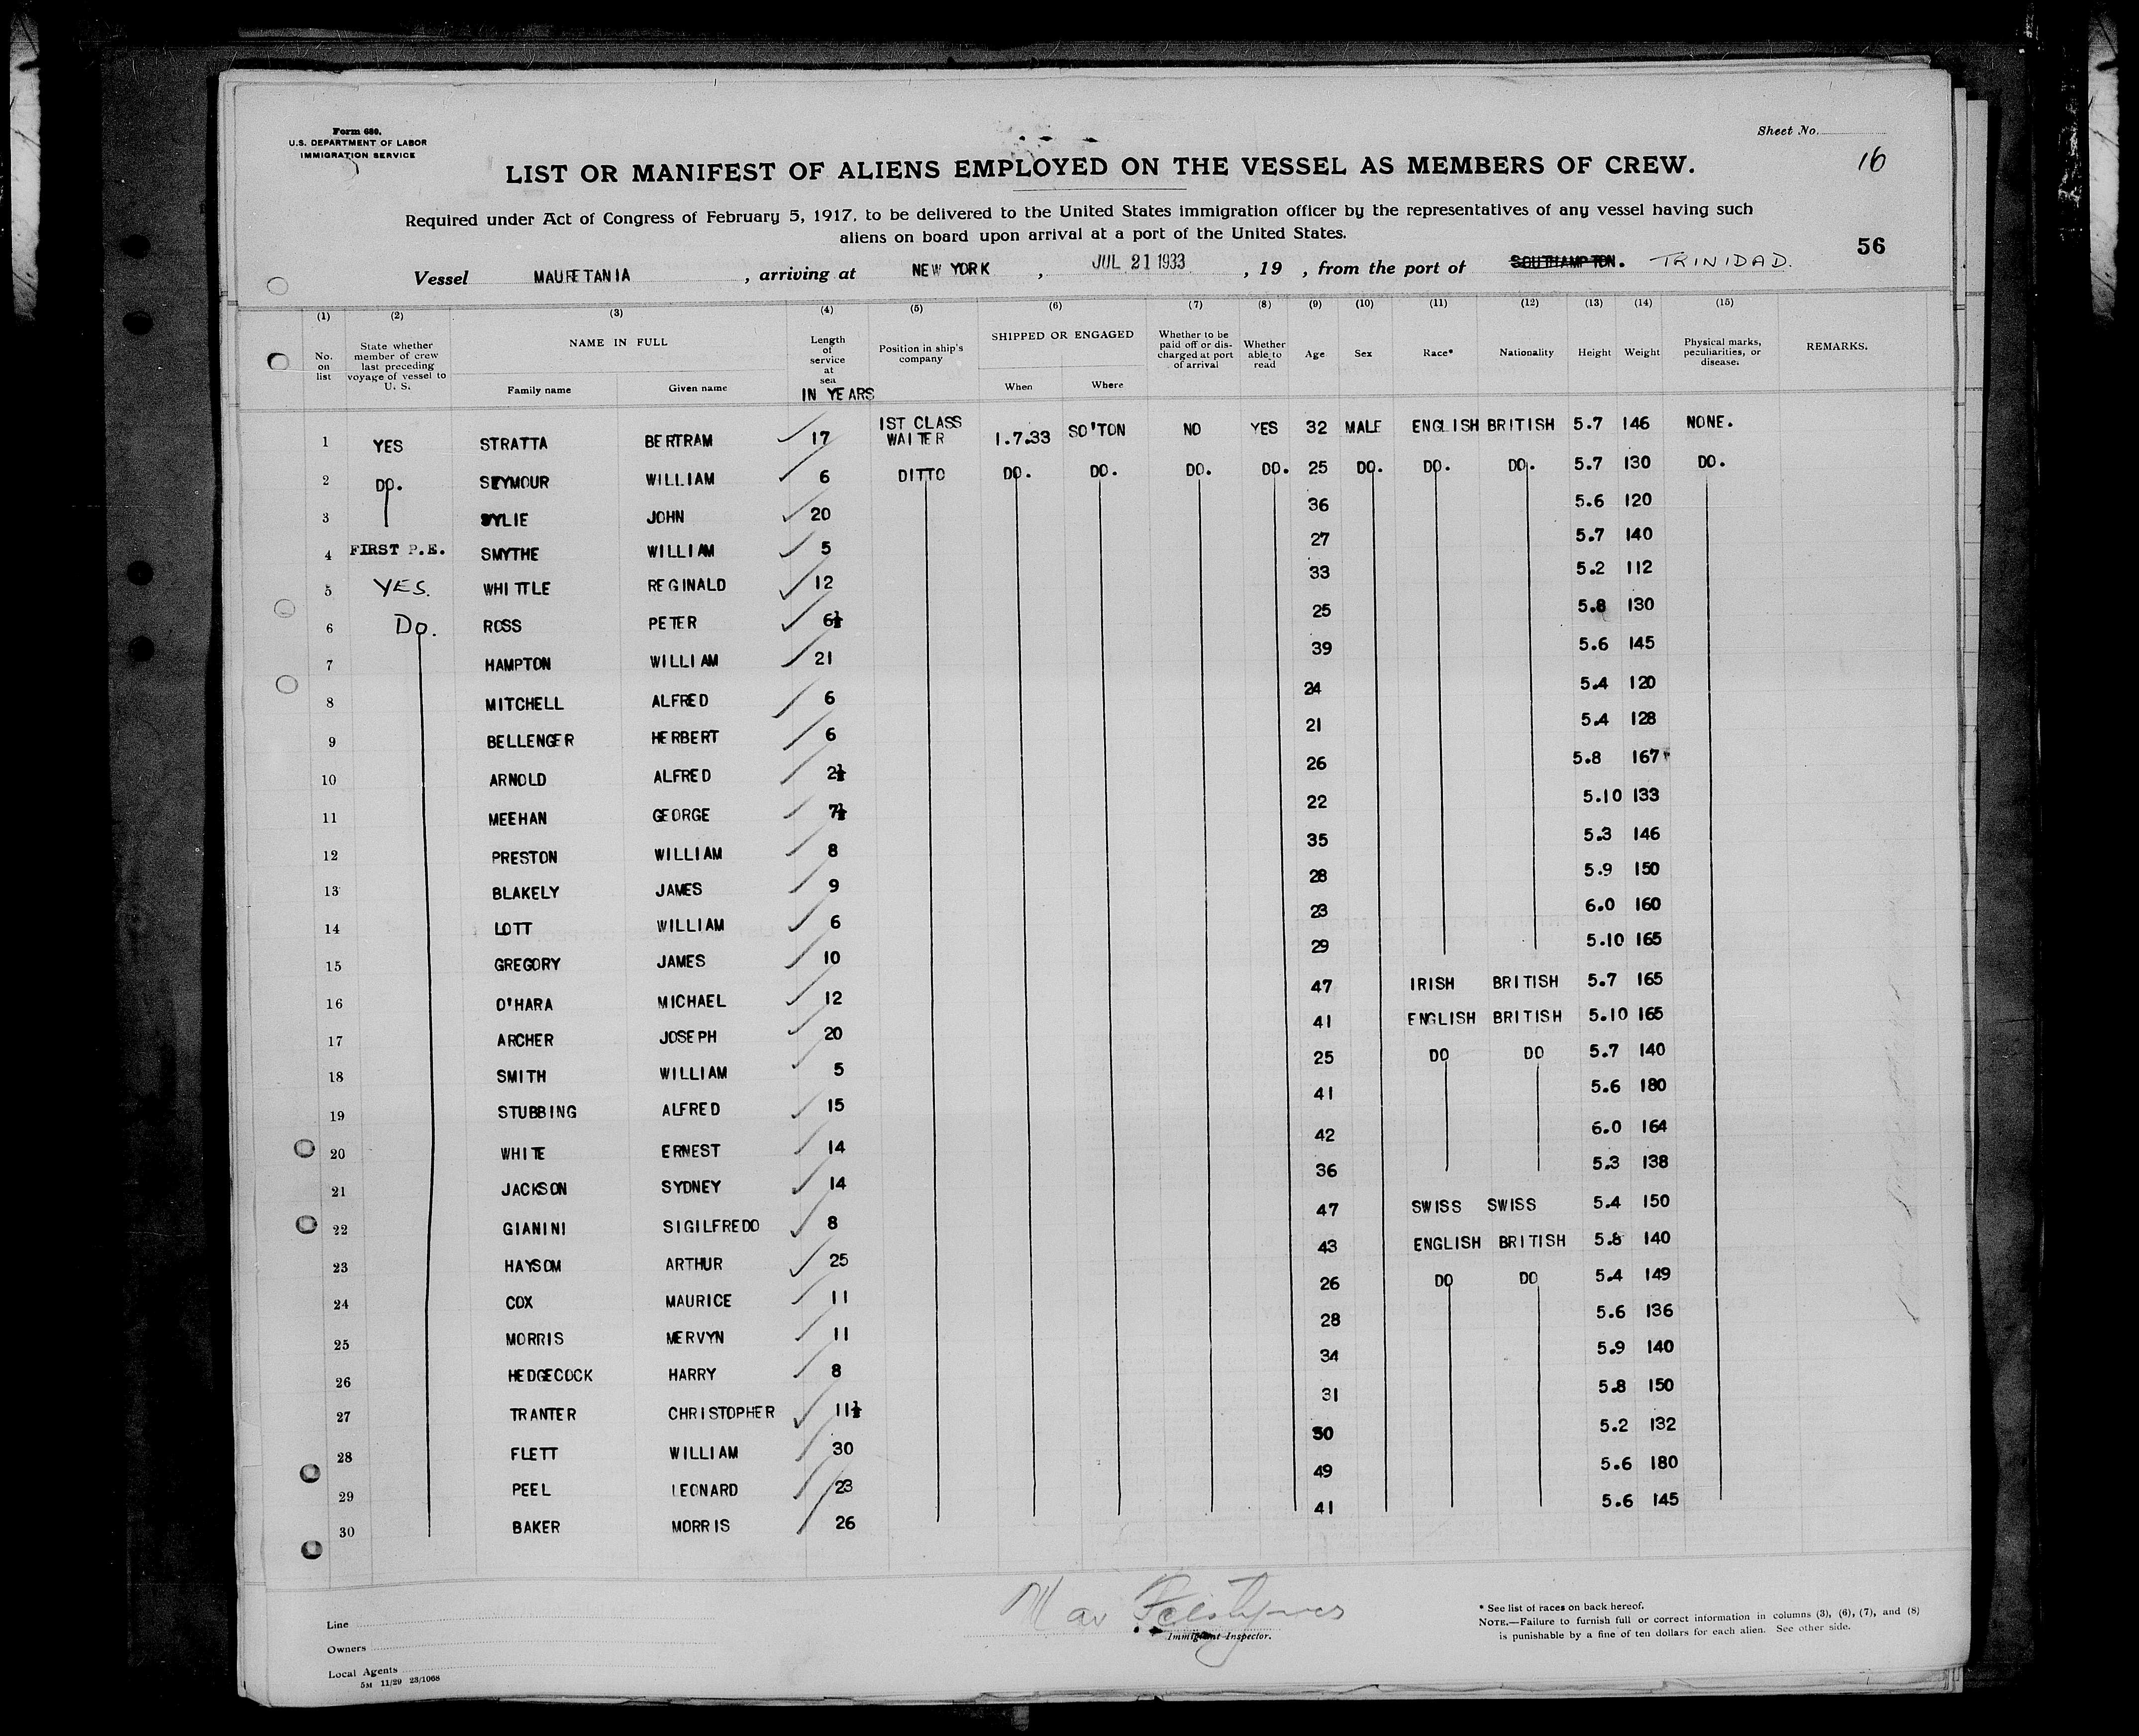 Form 680.
U.S. DEPARTMENT OF LABOR
IMMIGRATION SERVICE
Sheet No.
16
LIST OR MANIFEST OF ALIENS EMPLOYED ON THE VESSEL AS MEMBERS OF CREW.
Required under Act of Congress of February 5, 1917, to be delivered to the United States immigration officer by the representatives of any vessel having such
aliens on board upon arrival at a port of the United States.
56
Vessel MAURETANIA, arriving at NEW YORK, JUL 21 1933, 19 , from the port of SOUTHAMPTON. TRINIDAD.
(1) (2) (3) (4) (5) (6) (7) (8) (9) (10) (11) (12) (13) (14) (15)
No. on list State whether member of crew last preceding voyage of vessel to U. S. NAME IN FULL Family name Given name Length of service at sea IN YEARS Position in ship's company SHIPPED OR ENGAGED When Where Whether to be paid off or discharged at port of arrival Whether able to read Age Sex Race* Nationality Height Weight Physical marks, peculiarities, or disease. REMARKS.
1 YES STRATTA BERTRAM 17 1ST CLASS WAITER 1.7.33 SO'TON NO YES 32 MALE ENGLISH BRITISH 5.7 146 NONE.
2 DO. SEYMOUR WILLIAM 6 DITTO DO. DO. DO. DO. 25 DO. DO. DO. 5.7 130 DO.
3 WYLIE JOHN 20 36 5.6 120
4 FIRST P.E. SMYTHE WILLIAM 5 27 5.7 140
5 YES. WHITTLE REGINALD 12 33 5.2 112
6 Do. ROSS PETER 6½ 25 5.8 130
7 HAMPTON WILLIAM 21 39 5.6 145
8 MITCHELL ALFRED 6 24 5.4 120
9 BELLENGER HERBERT 6 21 5.4 128
10 ARNOLD ALFRED 2½ 26 5.8 167
11 MEEHAN GEORGE 7½ 22 5.10 133
12 PRESTON WILLIAM 8 35 5.3 146
13 BLAKELY JAMES 9 28 5.9 150
14 LOTT WILLIAM 6 23 6.0 160
15 GREGORY JAMES 10 29 5.10 165
16 O'HARA MICHAEL 12 47 IRISH BRITISH 5.7 165
17 ARCHER JOSEPH 20 41 ENGLISH BRITISH 5.10 165
18 SMITH WILLIAM 5 25 DO DO 5.7 140
19 STUBBING ALFRED 15 41 5.6 180
20 WHITE ERNEST 14 42 6.0 164
21 JACKSON SYDNEY 14 36 5.3 138
22 GIANINI SIGILFREDO 8 47 SWISS SWISS 5.4 150
23 HAYSOM ARTHUR 25 43 ENGLISH BRITISH 5.8 140
24 COX MAURICE 11 26 DO DO 5.4 149
25 MORRIS MERVYN 11 28 5.6 136
26 HEDGECOCK HARRY 8 34 5.9 140
27 TRANTER CHRISTOPHER 11½ 31 5.8 150
28 FLETT WILLIAM 30 50 5.2 132
29 PEEL LEONARD 23 49 5.6 180
30 BAKER MORRIS 26 41 5.6 145
Line
Owners
Local Agents
5M 11/29 23/1068
Immigrant Inspector.
* See list of races on back hereof.
NOTE.—Failure to furnish full or correct information in columns (3), (6), (7), and (8)
is punishable by a fine of ten dollars for each alien. See other side.